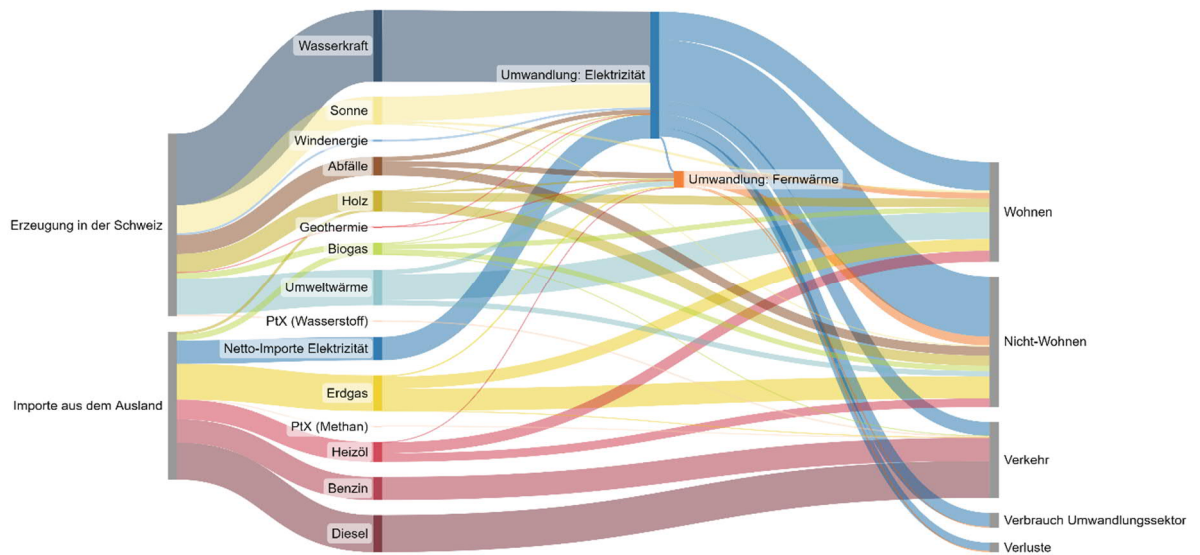 Erzeugung in der Schweiz
Importe aus dem Ausland
Wasserkraft
Sonne
Windenergie
Abfälle
Holz
Geothermie
Biogas
Umweltwärme
PtX (Wasserstoff)
Netto-Importe Elektrizität
Erdgas
PtX (Methan)
Heizöl
Benzin
Diesel
Umwandlung: Elektrizität
Umwandlung: Fernwärme
Wohnen
Nicht-Wohnen
Verkehr
Verbrauch Umwandlungssektor
Verluste